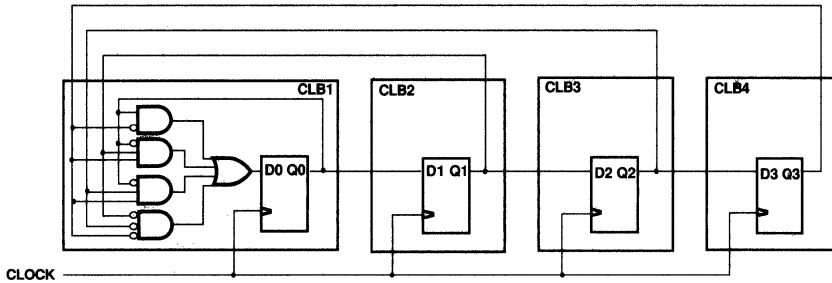 CLB1
CLB2
CLB3
CLB4
D0 Q0
D1 Q1
D2 Q2
D3 Q3
CLOCK